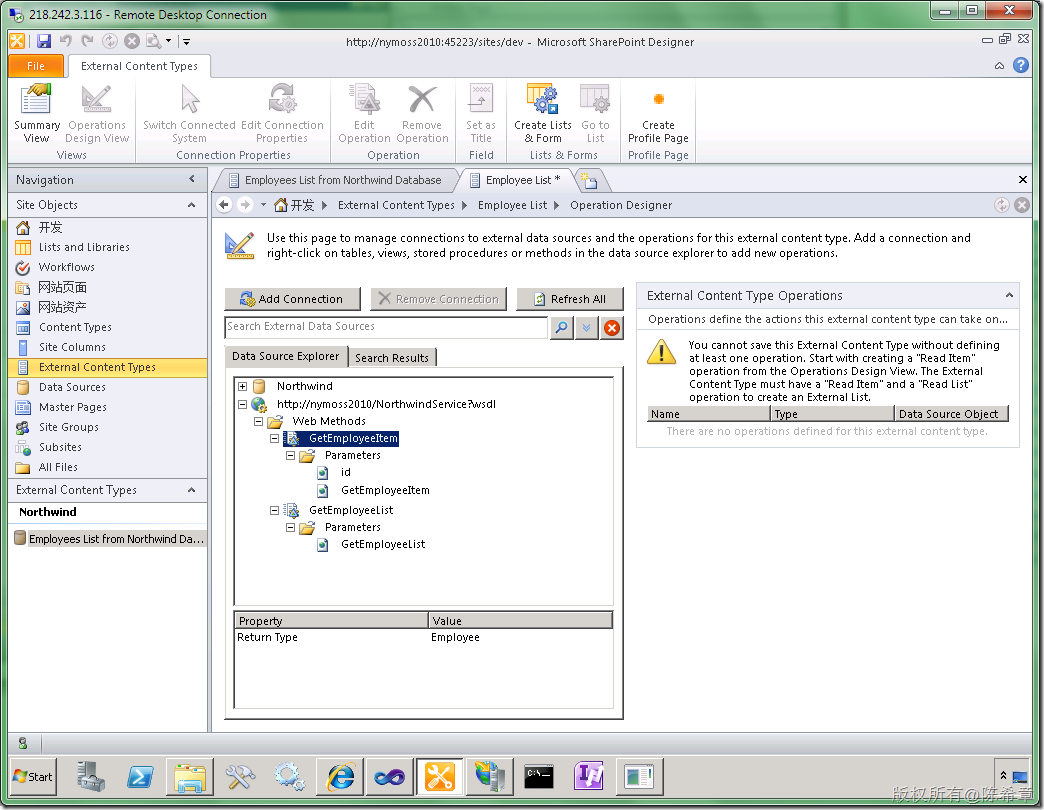 218.242.3.116 - Remote Desktop Connection
http://nymoss2010:45223/sites/dev - Microsoft SharePoint Designer
File
External Content Types
Summary View
Operations Design View
Switch Connected System
Edit Connection Properties
Edit Operation
Remove Operation
Set as Title
Create Lists & Form
Go to List
Create Profile Page
Views
Connection Properties
Operation
Field
Lists & Forms
Profile Page
Navigation
Site Objects
开发
Lists and Libraries
Workflows
网站页面
网站资产
Content Types
Site Columns
External Content Types
Data Sources
Master Pages
Site Groups
Subsites
All Files
External Content Types
Northwind
Employees List from Northwind Da...
Employees List from Northwind Database
Employee List *
开发
External Content Types
Employee List
Operation Designer
Use this page to manage connections to external data sources and the operations for this external content type. Add a connection and
right-click on tables, views, stored procedures or methods in the data source explorer to add new operations.
Add Connection
Remove Connection
Refresh All
Search External Data Sources
Data Source Explorer
Search Results
Northwind
http://nymoss2010/NorthwindService?wsdl
Web Methods
GetEmployeeItem
Parameters
id
GetEmployeeItem
GetEmployeeList
Parameters
GetEmployeeList
Property Value
Return Type Employee
External Content Type Operations
Operations define the actions this external content type can take on...
You cannot save this External Content Type without defining
at least one operation. Start with creating a "Read Item"
operation from the Operations Design View. The External
Content Type must have a "Read Item" and a "Read List"
operation to create an External List.
Name Type Data Source Object
There are no operations defined for this external content type.
Start
C:\
版权所有@陈希章